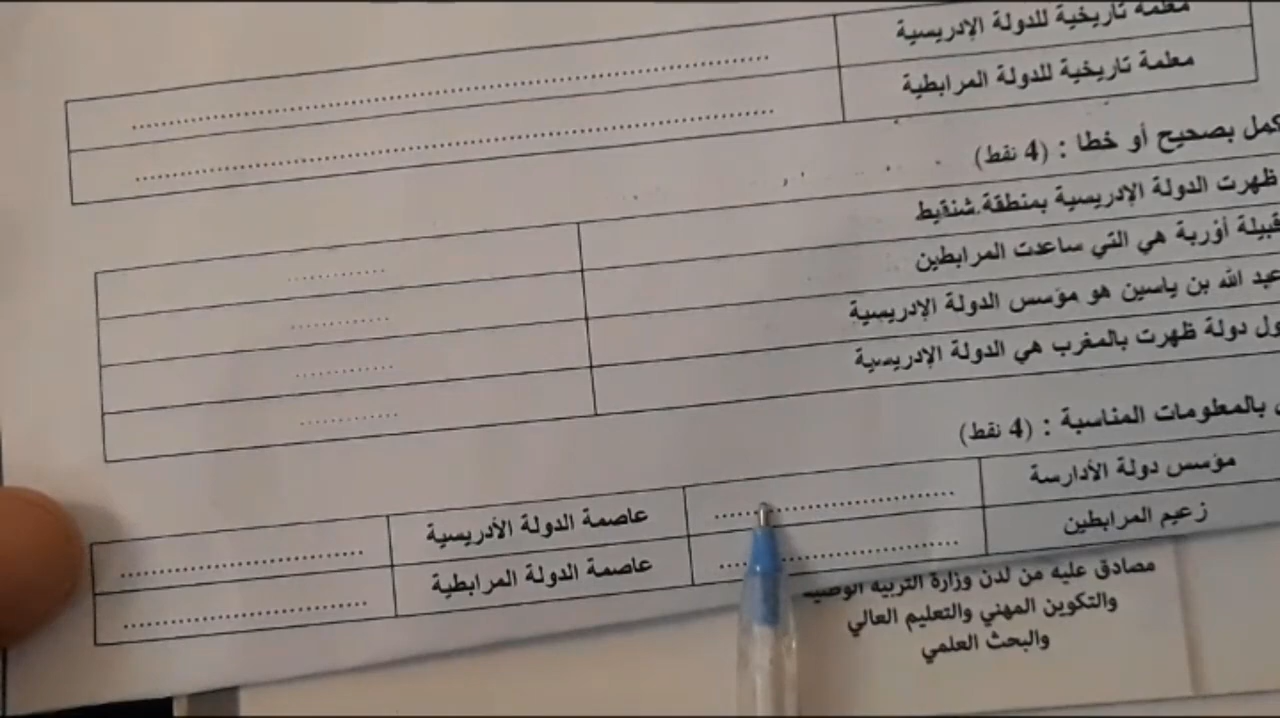 معلمة تاريخية للدولة الإدريسية ........................
معلمة تاريخية للدولة المرابطية ........................
كمل بصحيح أو خطا : (4 نقط)
ظهرت الدولة الإدريسية بمنطقة شنقيط ............
قبيلة أؤربة هي التي ساعدت المرابطين ............
عبد الله بن ياسين هو مؤسس الدولة الإدريسية ............
ول دولة ظهرت بالمغرب هي الدولة الإدريسية ............
بالمعلومات المناسبة : (4 نقط)
مؤسس دولة الأدارسة ........................ عاصمة الدولة الأدريسية ........................
زعيم المرابطين ........................ عاصمة الدولة المرابطية ........................
مصادق عليه من لدن وزارة التربية الوطنية
والتكوين المهني والتعليم العالي
والبحث العلمي